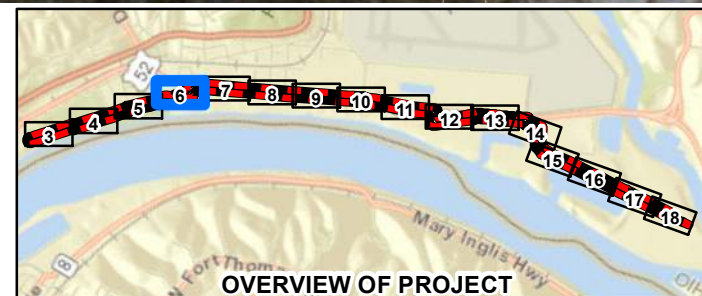 52
3 4 5 6 7 8 9 10 11 12 13 14 15 16 17 18
Mary Inglis Hwy
8
N Fort Thomas
OVERVIEW OF PROJECT